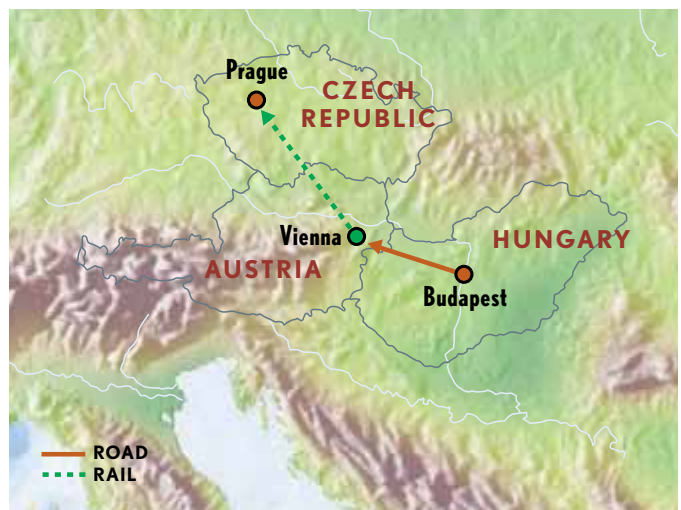 Prague
CZECH
REPUBLIC
Vienna
HUNGARY
AUSTRIA
Budapest
ROAD
RAIL